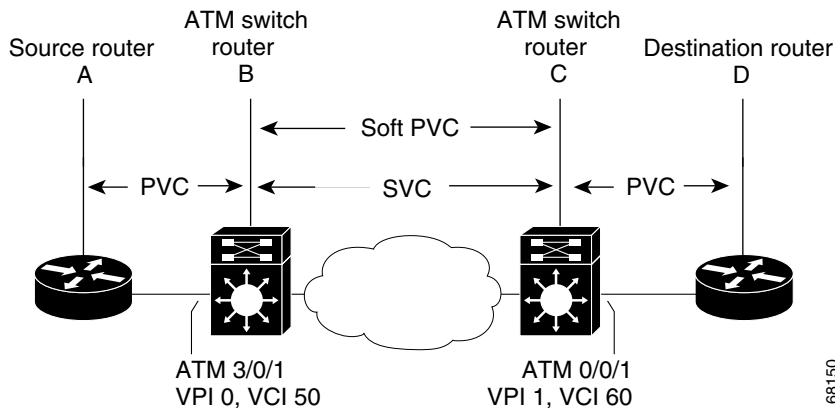 Source router
A
ATM switch
router
B
ATM switch
router
C
Destination router
D
Soft PVC
PVC
SVC
PVC
ATM 3/0/1
VPI 0, VCI 50
ATM 0/0/1
VPI 1, VCI 60
68150